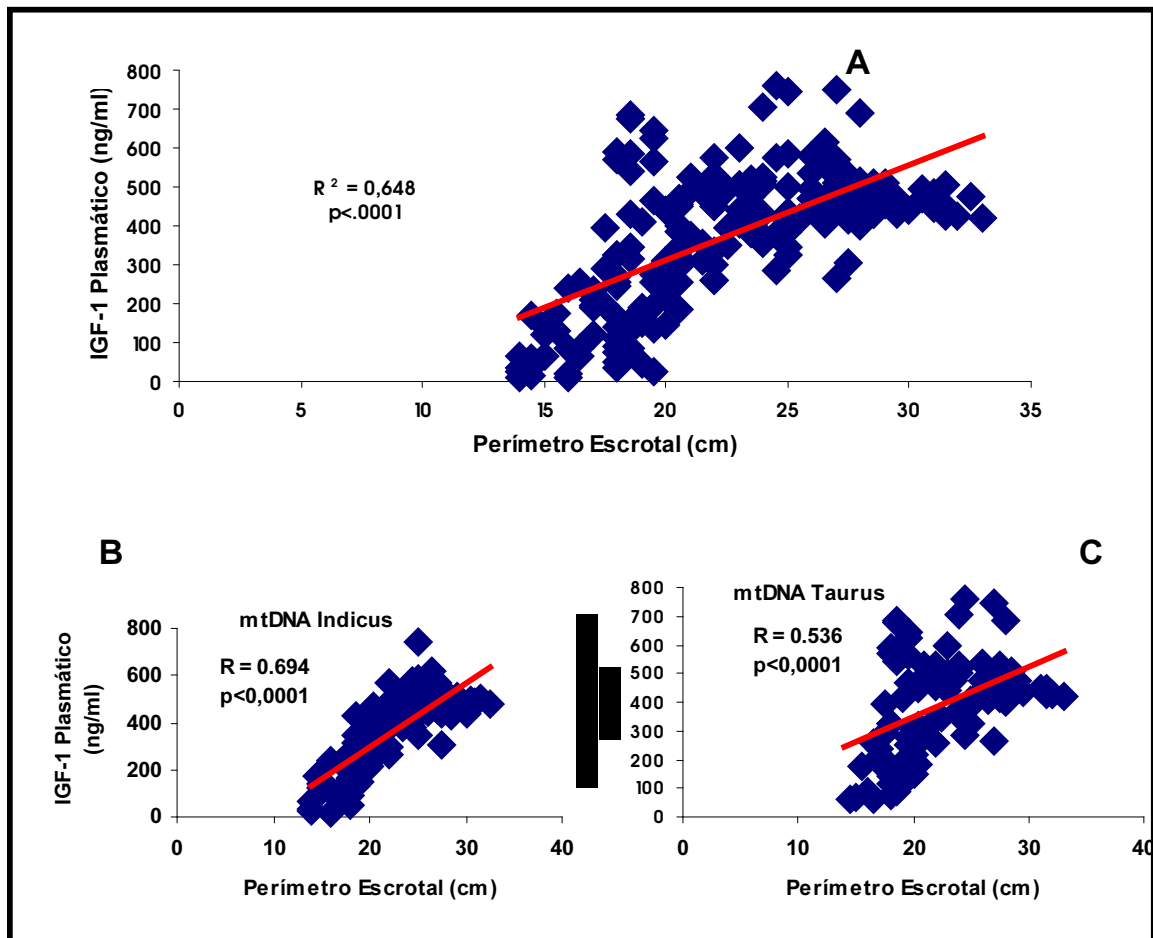 A
IGF-1 Plasmático (ng/ml)
800
700
600
500
400
300
200
100
0
R² = 0,648
p<.0001
0 5 10 15 20 25 30 35
Perímetro Escrotal (cm)
B
mtDNA Indicus
R = 0.694
p<0,0001
IGF-1 Plasmático
(ng/ml)
800
600
400
200
0
0 10 20 30 40
Perímetro Escrotal (cm)
C
mtDNA Taurus
R = 0.536
p<0,0001
800
700
600
500
400
300
200
100
0
0 10 20 30 40
Perímetro Escrotal (cm)